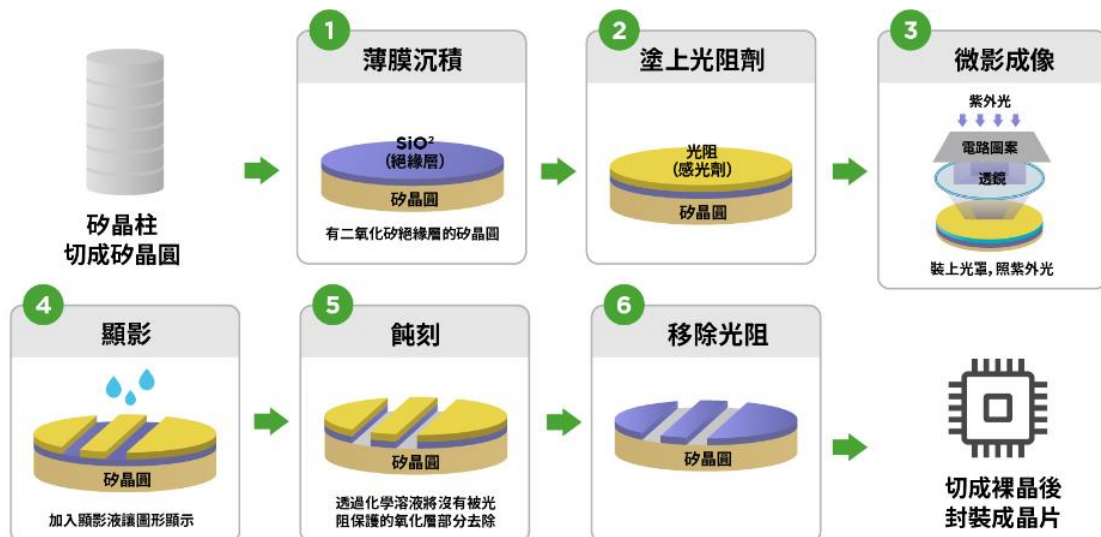 矽晶柱
切成矽晶圓
1
薄膜沉積
SiO²
(絕緣層)
矽晶圓
有二氧化矽絕緣層的矽晶圓
2
塗上光阻劑
光阻
(感光劑)
矽晶圓
3
微影成像
紫外光
電路圖案
透鏡
裝上光罩,照紫外光
4
顯影
矽晶圓
加入顯影液讓圖形顯示
5
蝕刻
矽晶圓
透過化學溶液將沒有被光
阻保護的氧化層部分去除
6
移除光阻
矽晶圓
切成裸晶後
封裝成晶片